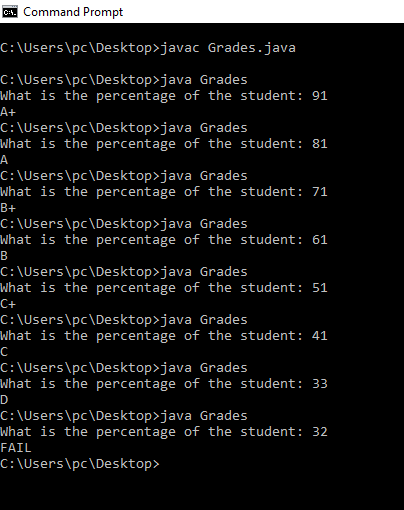 Command Prompt
C:\Users\pc\Desktop>javac Grades.java
C:\Users\pc\Desktop>java Grades
What is the percentage of the student: 91
A+
C:\Users\pc\Desktop>java Grades
What is the percentage of the student: 81
A
C:\Users\pc\Desktop>java Grades
What is the percentage of the student: 71
B+
C:\Users\pc\Desktop>java Grades
What is the percentage of the student: 61
B
C:\Users\pc\Desktop>java Grades
What is the percentage of the student: 51
C+
C:\Users\pc\Desktop>java Grades
What is the percentage of the student: 41
C
C:\Users\pc\Desktop>java Grades
What is the percentage of the student: 33
D
C:\Users\pc\Desktop>java Grades
What is the percentage of the student: 32
FAIL
C:\Users\pc\Desktop>